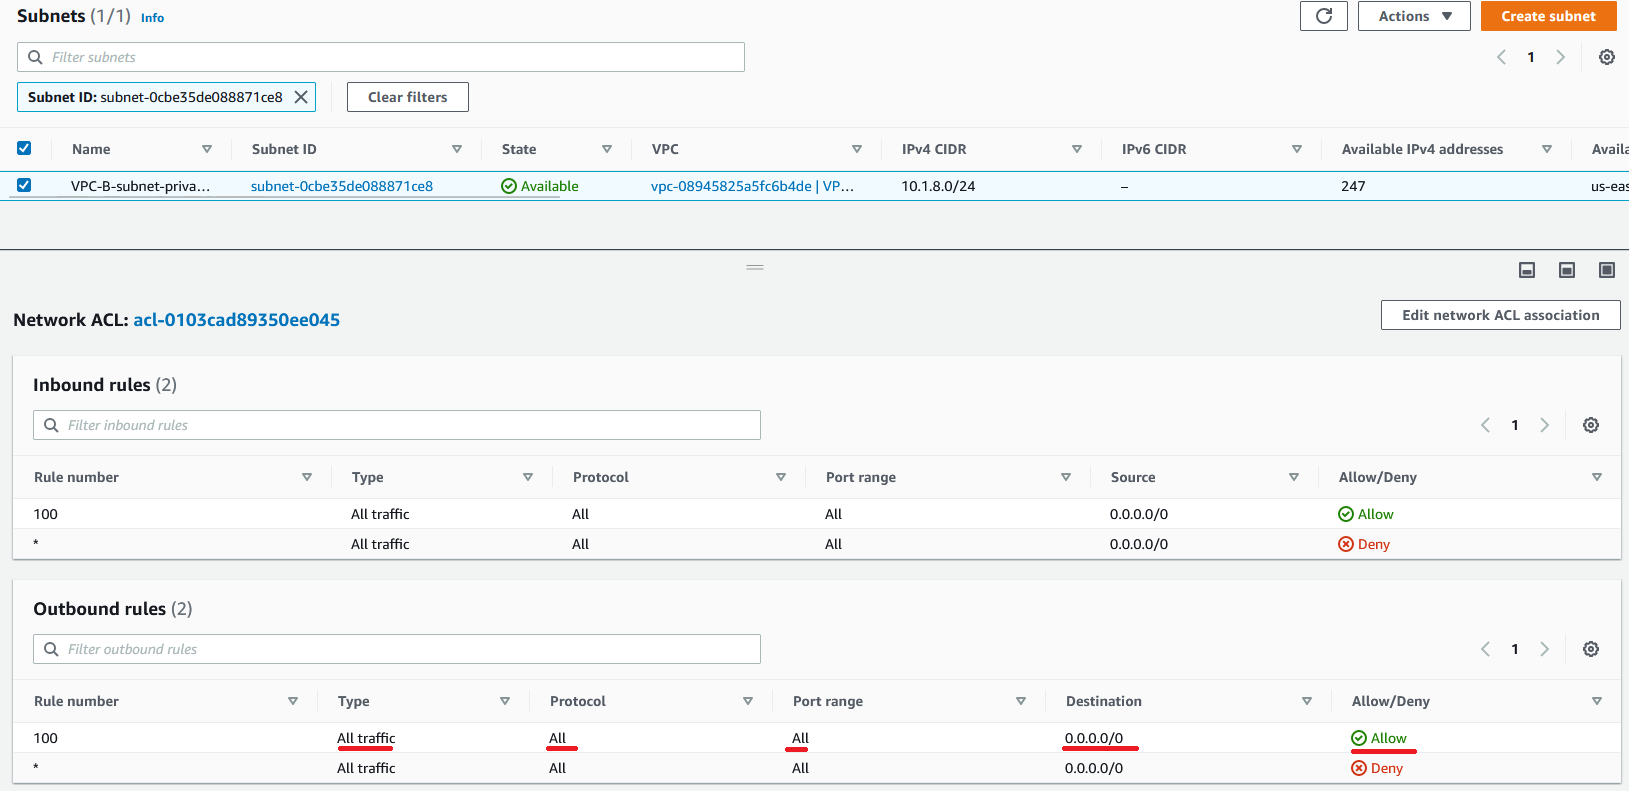 Subnets (1/1) Info
Actions
Create subnet
Filter subnets
1
Subnet ID: subnet-0cbe35de088871ce8
Clear filters
Name Subnet ID State VPC IPv4 CIDR IPv6 CIDR Available IPv4 addresses Availa
VPC-B-subnet-priva... subnet-0cbe35de088871ce8 Available vpc-08945825a5fc6b4de | VP... 10.1.8.0/24 – 247 us-eas
Network ACL: acl-0103cad89350ee045
Edit network ACL association
Inbound rules (2)
Filter inbound rules
1
Rule number Type Protocol Port range Source Allow/Deny
100 All traffic All All 0.0.0.0/0 Allow
* All traffic All All 0.0.0.0/0 Deny
Outbound rules (2)
Filter outbound rules
1
Rule number Type Protocol Port range Destination Allow/Deny
100 All traffic All All 0.0.0.0/0 Allow
* All traffic All All 0.0.0.0/0 Deny